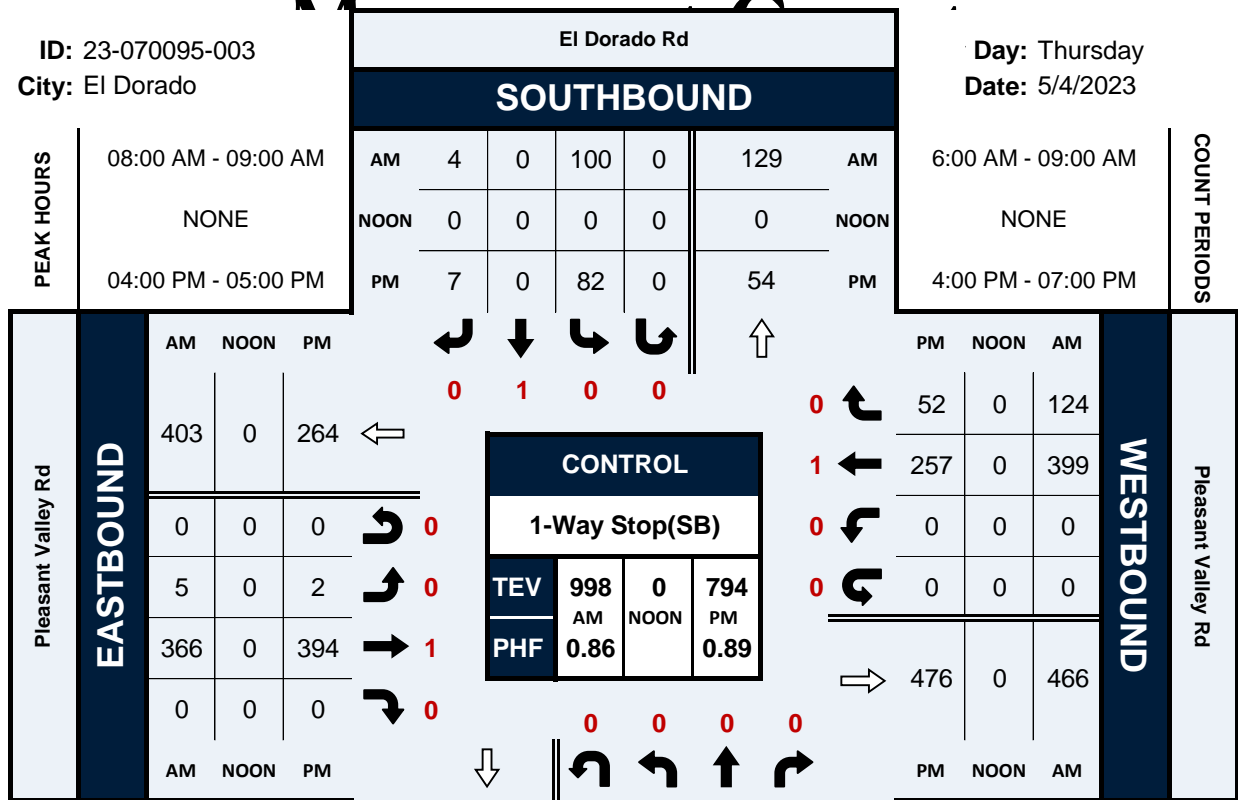 ID: 23-070095-003
City: El Dorado
El Dorado Rd
SOUTHBOUND
Day: Thursday
Date: 5/4/2023
PEAK HOURS
08:00 AM - 09:00 AM
NONE
04:00 PM - 05:00 PM
AM 4 0 100 0 129 AM
NOON 0 0 0 0 0 NOON
PM 7 0 82 0 54 PM
6:00 AM - 09:00 AM
NONE
4:00 PM - 07:00 PM
COUNT PERIODS
0 1 0 0
Pleasant Valley Rd
EASTBOUND
AM NOON PM
403 0 264
0 0 0 0
5 0 2 0
366 0 394 1
0 0 0 0
AM NOON PM
CONTROL
1-Way Stop(SB)
TEV 998 0 794
AM NOON PM
PHF 0.86 0.89
PM NOON AM
0 52 0 124
1 257 0 399
0 0 0 0
0 0 0 0
476 0 466
PM NOON AM
WESTBOUND
Pleasant Valley Rd
0 0 0 0